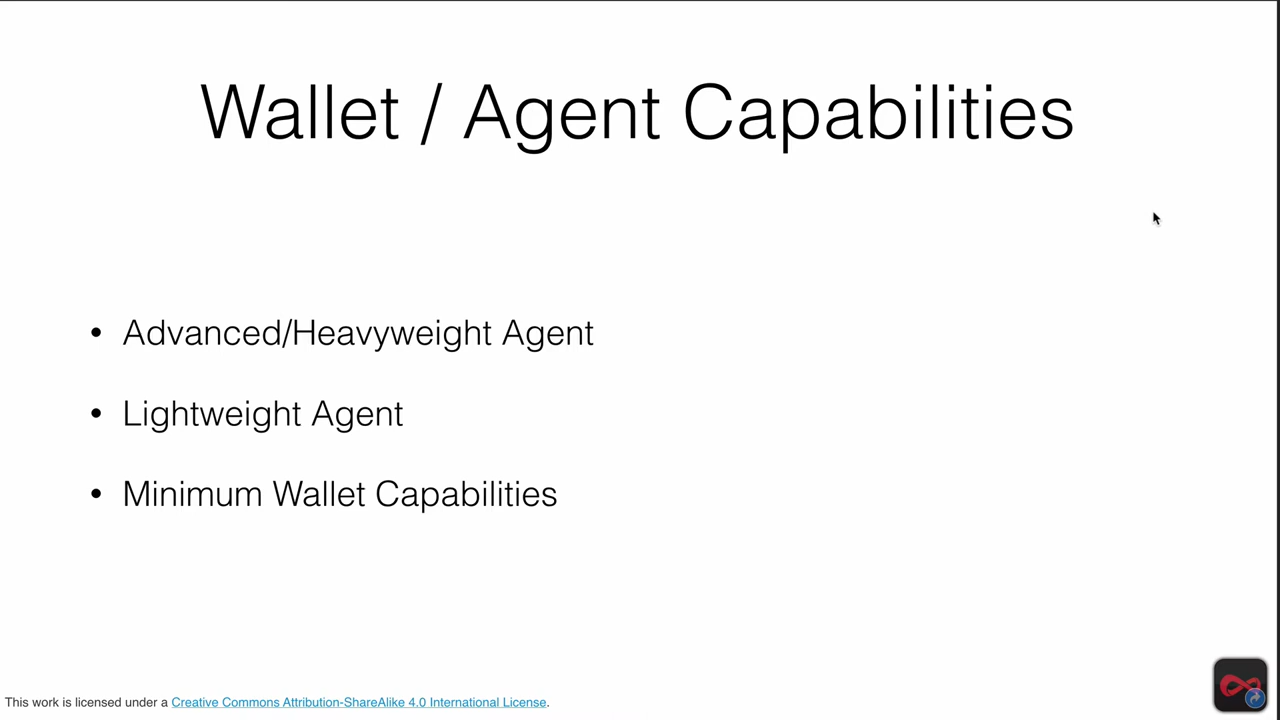 Wallet / Agent Capabilities
• Advanced/Heavyweight Agent
• Lightweight Agent
• Minimum Wallet Capabilities
This work is licensed under a Creative Commons Attribution-ShareAlike 4.0 International License.